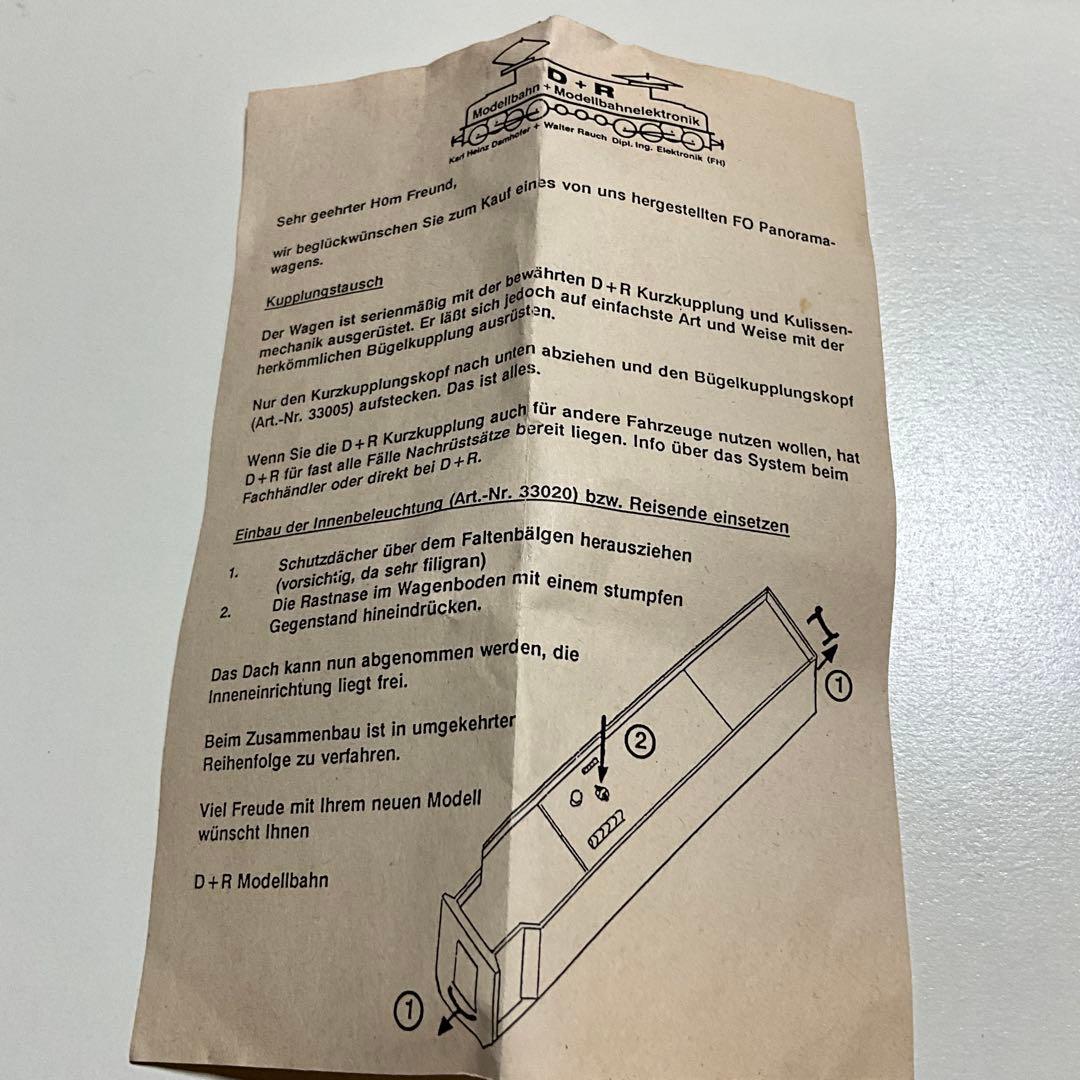 D + R
Modellbahn + Modellbahnelektronik
Karl Heinz Damhofer + Walter Rauch Dipl. Ing. Elektronik (FH)
Sehr geehrter H0m Freund,
wir beglückwünschen Sie zum Kauf eines von uns hergestellten FO Panorama-
wagens.
Kupplungstausch
Der Wagen ist serienmäßig mit der bewährten D+R Kurzkupplung und Kulissen-
mechanik ausgerüstet. Er läßt sich jedoch auf einfachste Art und Weise mit der
herkömmlichen Bügelkupplung ausrüsten.
Nur den Kurzkupplungskopf nach unten abziehen und den Bügelkupplungskopf
(Art.-Nr. 33005) aufstecken. Das ist alles.
Wenn Sie die D+R Kurzkupplung auch für andere Fahrzeuge nutzen wollen, hat
D+R für fast alle Fälle Nachrüstsätze bereit liegen. Info über das System beim
Fachhändler oder direkt bei D+R.
Einbau der Innenbeleuchtung (Art.-Nr. 33020) bzw. Reisende einsetzen
1. Schutzdächer über dem Faltenbälgen herausziehen
(vorsichtig, da sehr filigran)
2. Die Rastnase im Wagenboden mit einem stumpfen
Gegenstand hineindrücken.
Das Dach kann nun abgenommen werden, die
Inneneinrichtung liegt frei.
Beim Zusammenbau ist in umgekehrter
Reihenfolge zu verfahren.
Viel Freude mit Ihrem neuen Modell
wünscht Ihnen
D+R Modellbahn
1
2
1